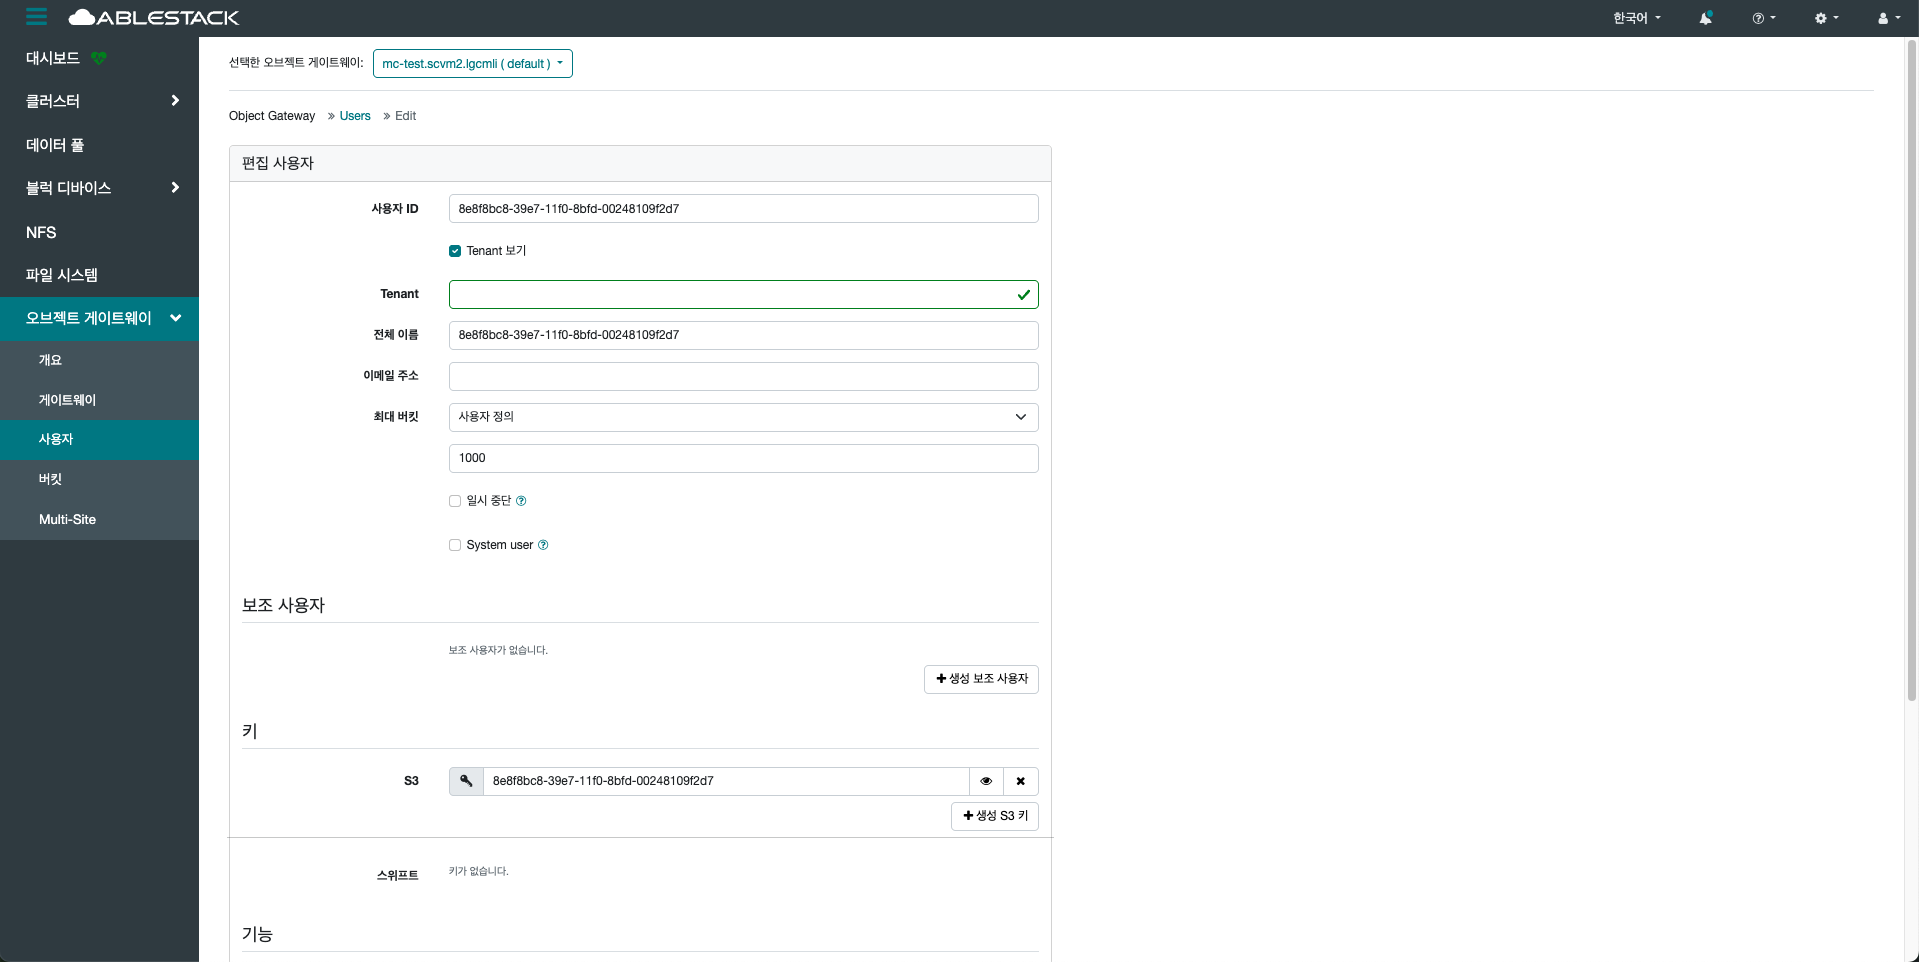 ABLESTACK
한국어
대시보드
클러스터
데이터 풀
블럭 디바이스
NFS
파일 시스템
오브젝트 게이트웨이
개요
게이트웨이
사용자
버킷
Multi-Site
선택한 오브젝트 게이트웨이: mc-test.scvm2.lgcmli ( default )
Object Gateway » Users » Edit
편집 사용자
사용자 ID 8e8f8bc8-39e7-11f0-8bfd-00248109f2d7
Tenant 보기
Tenant
전체 이름 8e8f8bc8-39e7-11f0-8bfd-00248109f2d7
이메일 주소
최대 버킷 사용자 정의
1000
일시 중단
System user
보조 사용자
보조 사용자가 없습니다.
생성 보조 사용자
키
S3 8e8f8bc8-39e7-11f0-8bfd-00248109f2d7
생성 S3 키
스위프트 키가 없습니다.
기능